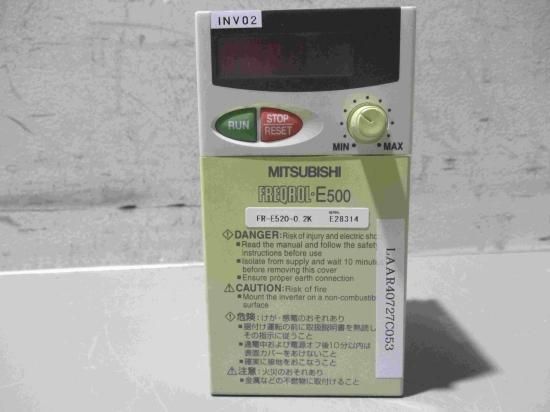 INV02
RUN
STOP
RESET
MIN MAX
MITSUBISHI
FREQROL-E500
FR-E520-0.2K E28314
DANGER: Risk of injury and electric
Read the manual and follow the safety
instructions before use
Isolate from supply and wait 10
before removing this cover
Ensure proper earth connection
CAUTION: Risk of fire
Mount the inverter on a non-combustible
surface
危険:けが・感電のおそれあり
据付け運転の前に取扱説明書を熟読し
その指示に従うこと
通電中および電源オフ後10分以内は
表面カバーをあけないこと
確実に接地をおこなうこと
注意:火災のおそれあり
金属などの不燃物に取付けること
LAAR40727C053